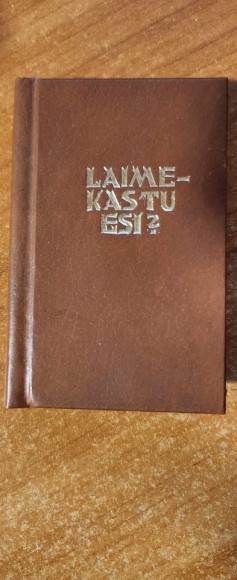 LAIME-
KAS TU
ESI?